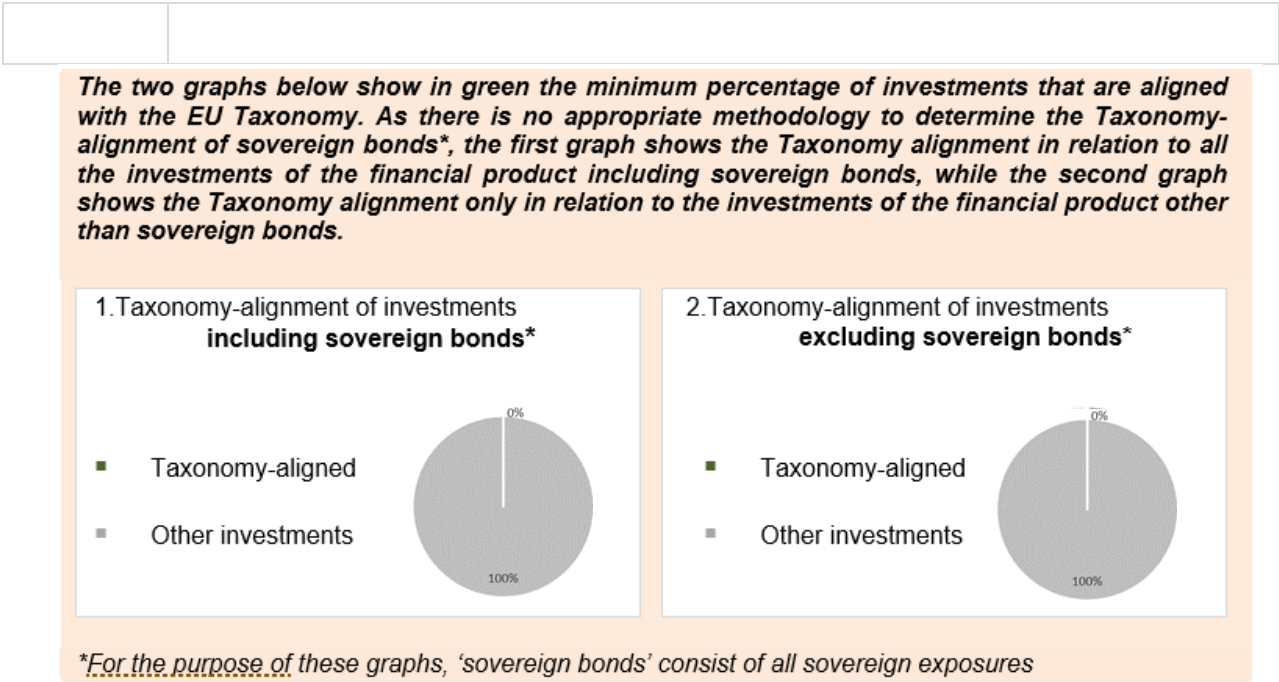 The two graphs below show in green the minimum percentage of investments that are aligned
with the EU Taxonomy. As there is no appropriate methodology to determine the Taxonomy-
alignment of sovereign bonds*, the first graph shows the Taxonomy alignment in relation to all
the investments of the financial product including sovereign bonds, while the second graph
shows the Taxonomy alignment only in relation to the investments of the financial product other
than sovereign bonds.
1.Taxonomy-alignment of investments
including sovereign bonds*
0%
Taxonomy-aligned
Other investments
100%
2.Taxonomy-alignment of investments
excluding sovereign bonds*
0%
Taxonomy-aligned
Other investments
100%
*For the purpose of these graphs, ‘sovereign bonds’ consist of all sovereign exposures